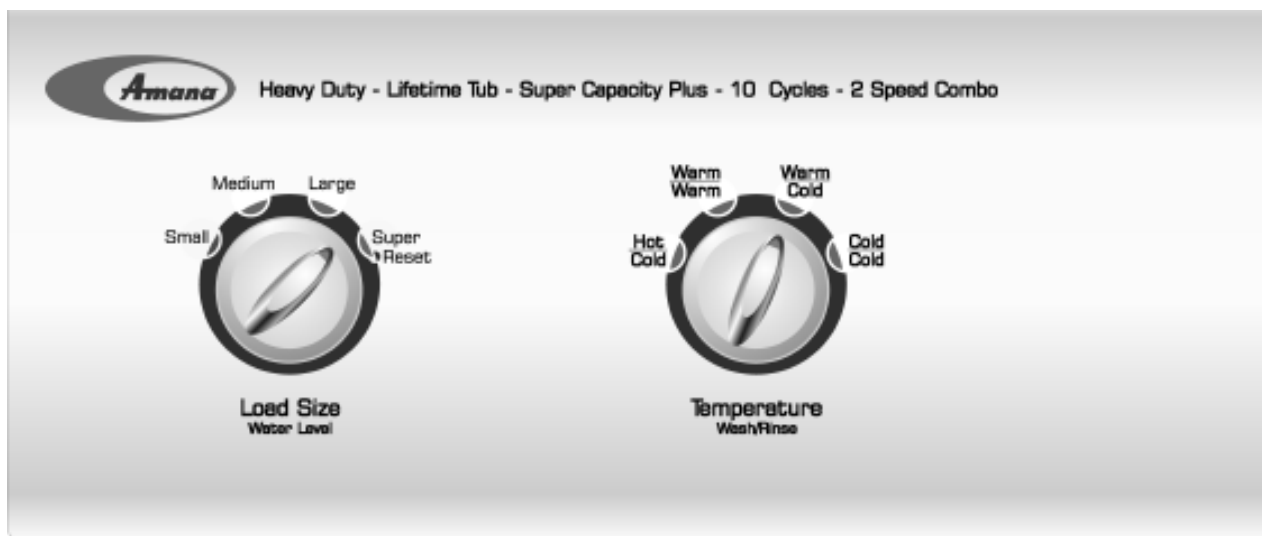 Amana
Heavy Duty - Lifetime Tub - Super Capacity Plus - 10 Cycles - 2 Speed Combo
Medium
Large
Small
Super
Reset
Load Size
Water Level
Warm
Warm
Warm
Cold
Hot
Cold
Cold
Cold
Temperature
Wash/Rinse